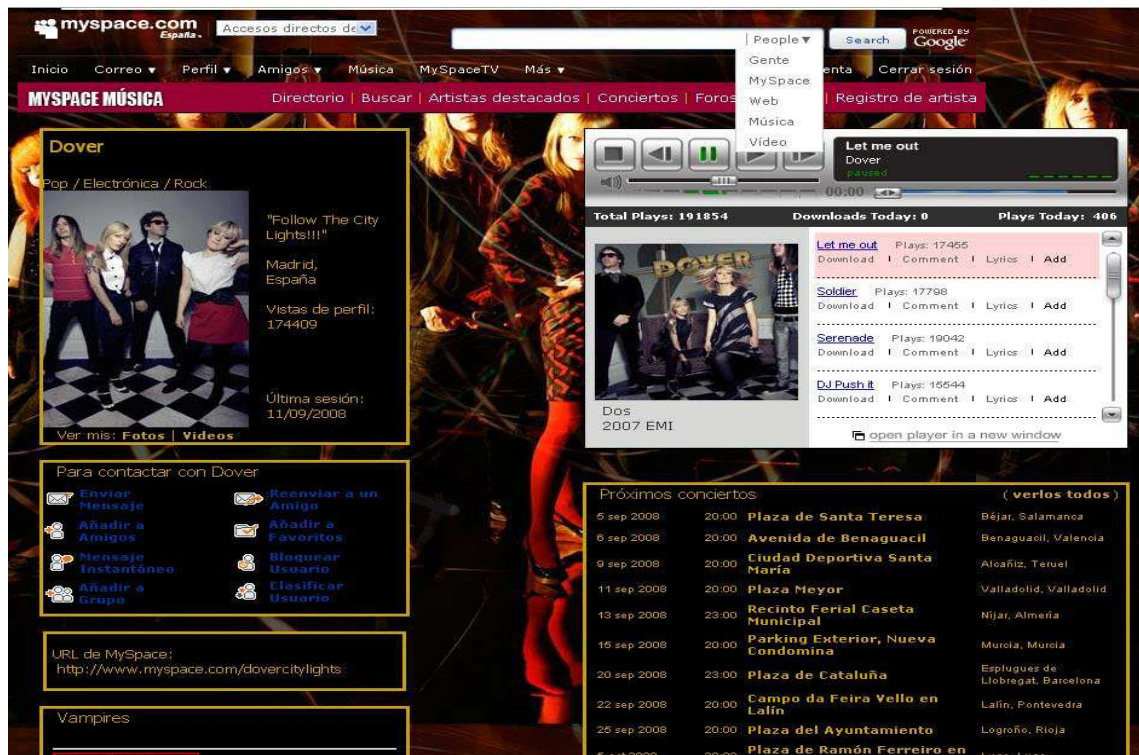 myspace.com
España
Accesos directos de
People▼
Search
POWERED BY
Google
Gente
MySpace
Web
Música
Vídeo
Inicio Correo ▼ Perfil ▼ Amigos ▼ Música MySpaceTV Más ▼ enta Cerrar sesión
MYSPACE MÚSICA
Directorio | Buscar | Artistas destacados | Conciertos | Foros | Registro de artista
Dover
Pop / Electrónica / Rock
"Follow The City
Lights!!!"
Madrid,
España
Vistas de perfil:
174409
Última sesión:
11/09/2008
Ver mis: Fotos | Vídeos
Para contactar con Dover
Enviar
Mensaje
Reenviar a un
Amigo
Añadir a
Amigos
Añadir a
Favoritos
Mensaje
Instantáneo
Bloquear
Usuario
Añadir a
Grupo
Clasificar
Usuario
URL de MySpace:
http://www.myspace.com/dovercitylights
Vampires
Let me out
Dover
paused
00:00
Total Plays: 191854 Downloads Today: 0 Plays Today: 406
DOVER
Dos
2007 EMI
Let me out Plays: 17455
Download I Comment I Lyrics I Add
Soldier Plays: 17798
Download I Comment I Lyrics I Add
Serenade Plays: 19042
Download I Comment I Lyrics I Add
DJ Push it Plays: 15544
Download I Comment I Lyrics I Add
open player in a new window
Próximos conciertos ( verlos todos )
5 sep 2008 20:00 Plaza de Santa Teresa Béjar, Salamanca
6 sep 2008 20:00 Avenida de Benaguacil Benaguacil, Valencia
9 sep 2008 20:00 Ciudad Deportiva Santa
María Alcañiz, Teruel
11 sep 2008 20:00 Plaza Meyor Valladolid, Valladolid
13 sep 2008 23:00 Recinto Ferial Caseta
Municipal Níjar, Almería
15 sep 2008 20:00 Parking Exterior, Nueva
Condomina Murcia, Murcia
20 sep 2008 23:00 Plaza de Cataluña Esplugues de
Llobregat, Barcelona
22 sep 2008 20:00 Campo da Feira Vello en
Lalín Lalín, Pontevedra
25 sep 2008 20:00 Plaza del Ayuntamiento Logroño, Rioja
Plaza de Ramón Ferreiro en